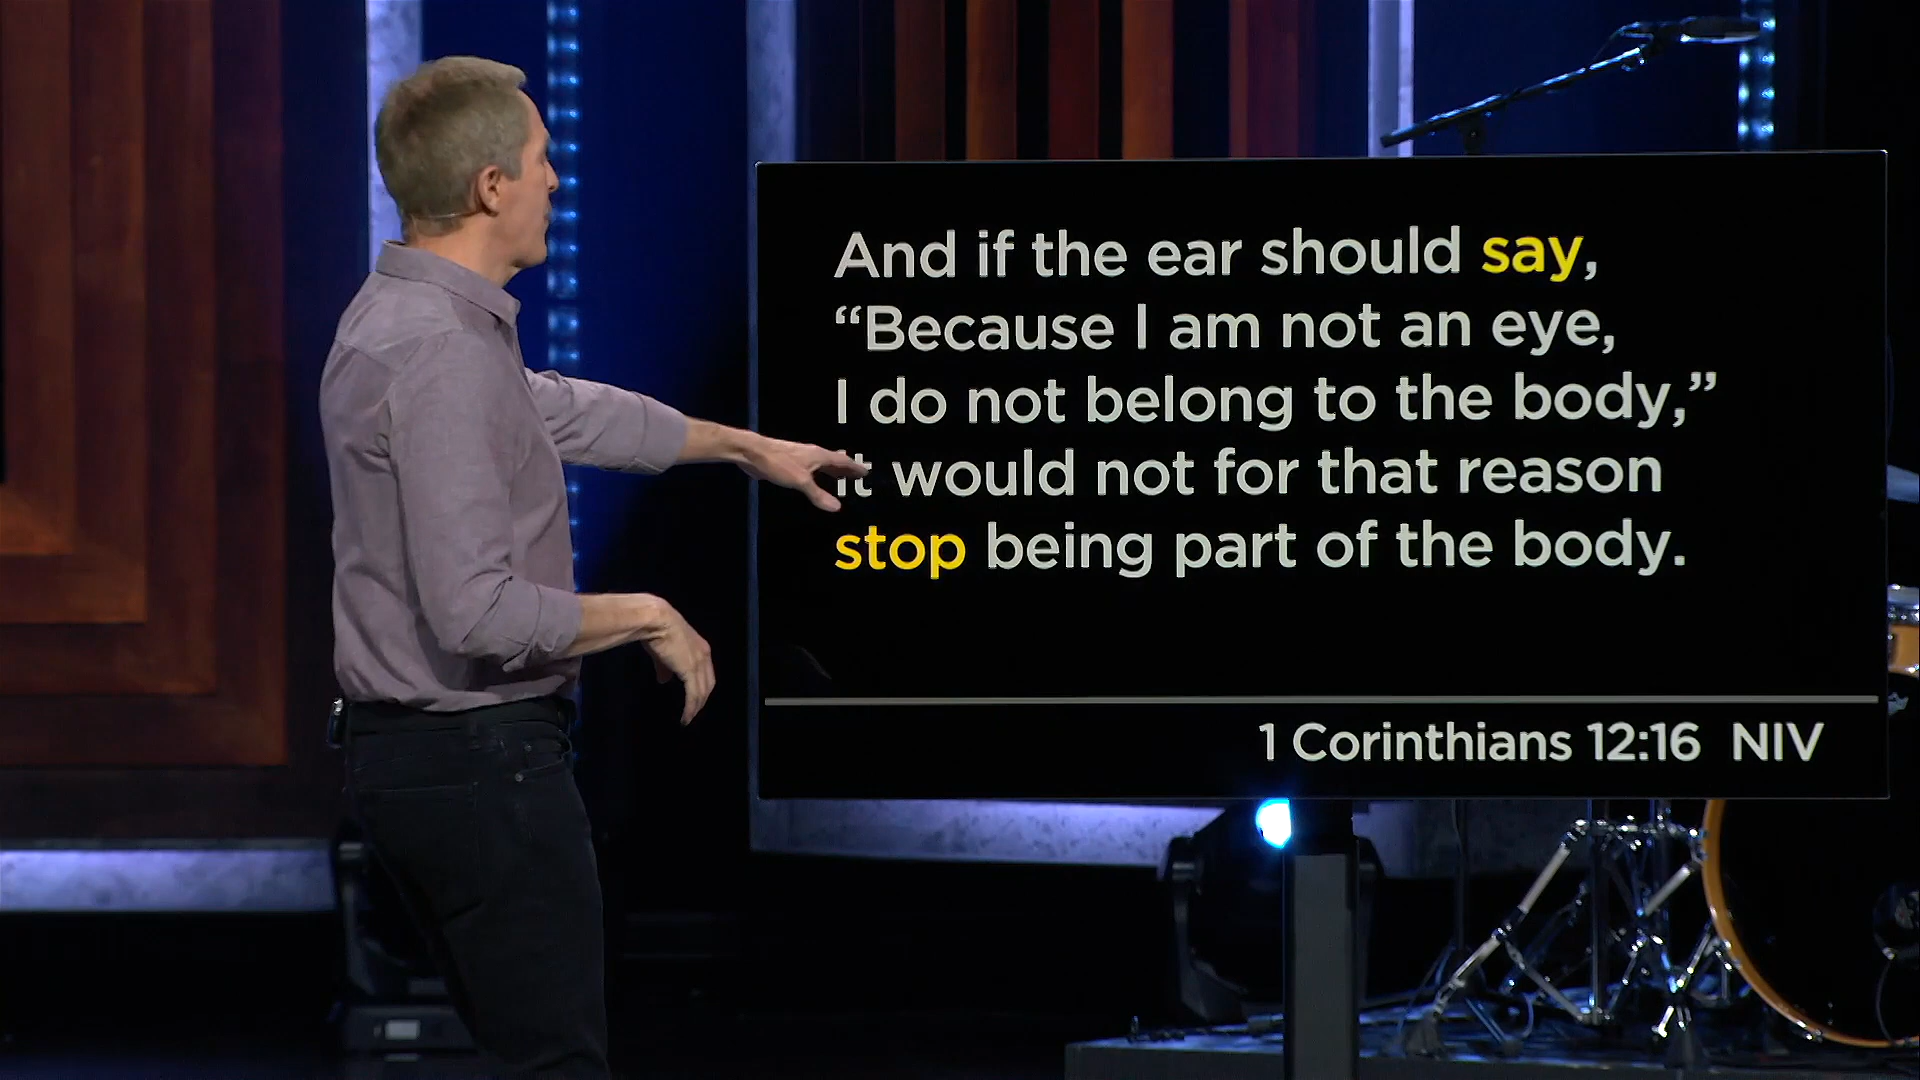 And if the ear should say,
“Because I am not an eye,
I do not belong to the body,”
it would not for that reason
stop being part of the body.
1 Corinthians 12:16 NIV